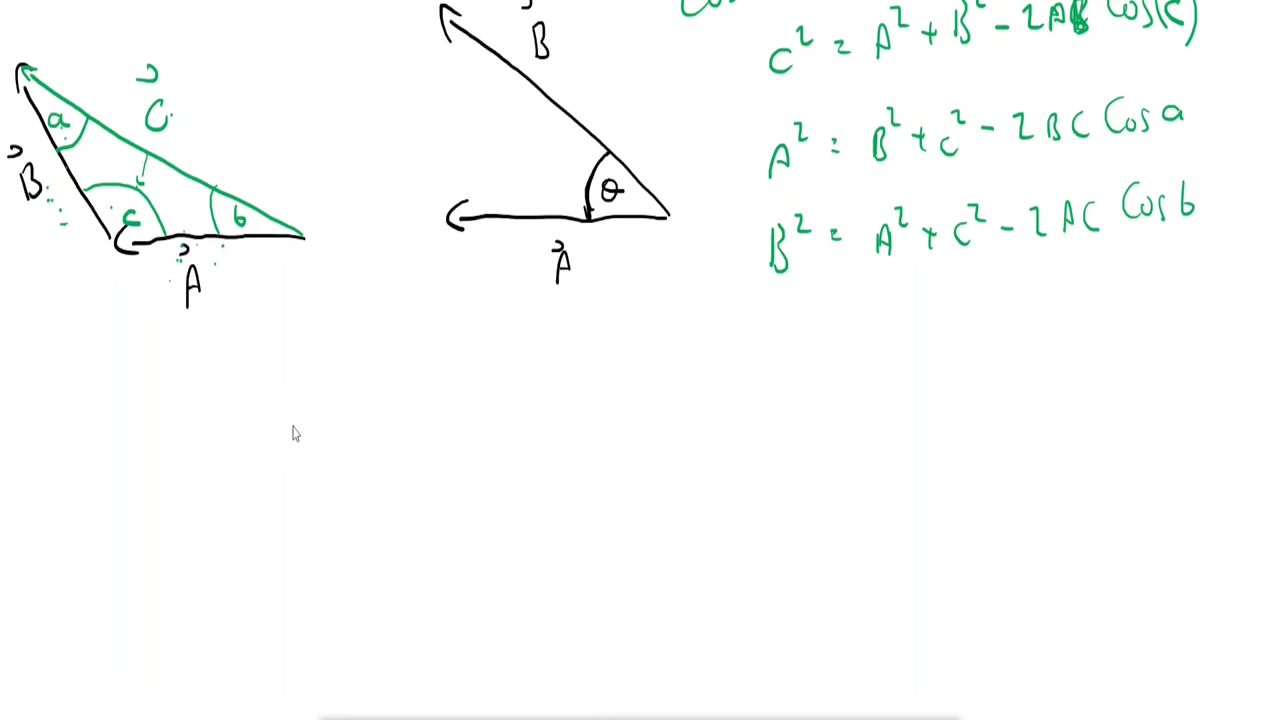 C² = A² + B² - 2AB Cos(c)
A² = B² + C² - 2BC Cos a
B² = A² + C² - 2AC Cos b
B
θ
A
C
a
B
c
b
A